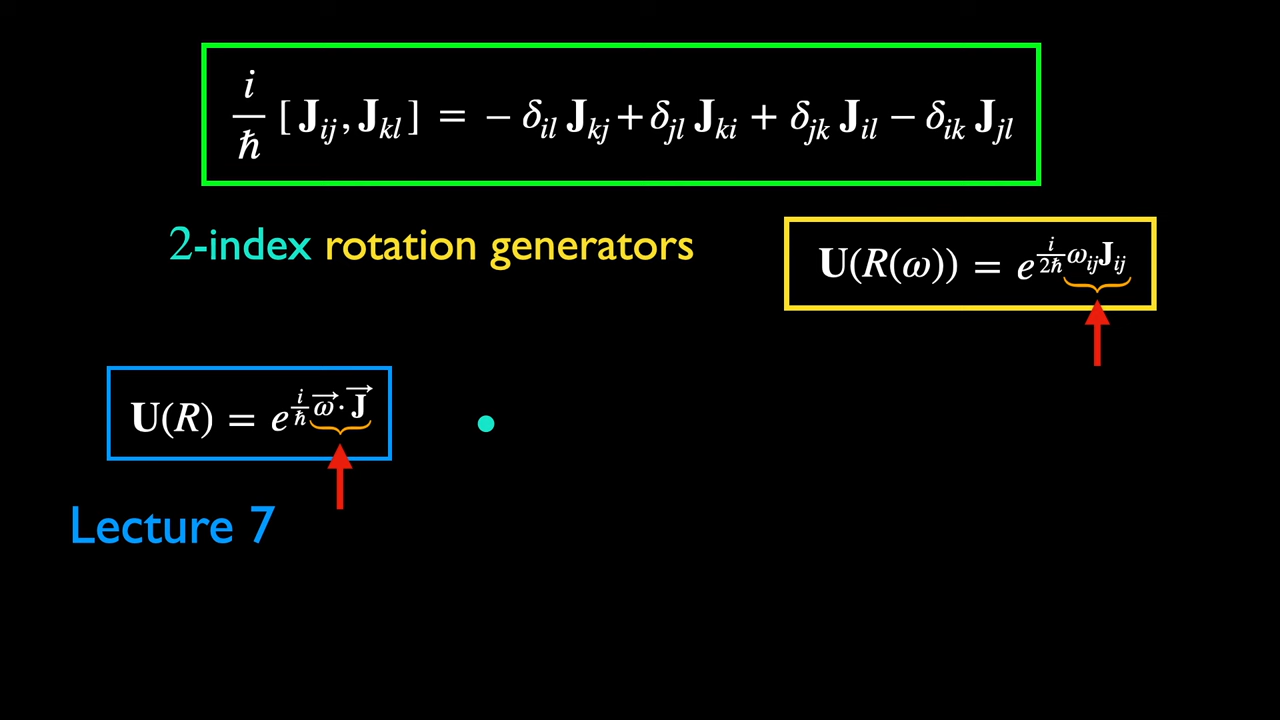 i/ħ [ J_ij, J_kl ] = − δ_il J_kj + δ_jl J_ki + δ_jk J_il − δ_ik J_jl
2-index rotation generators
U(R(ω)) = e^{i/2ħ ω_ij J_ij}
U(R) = e^{i/ħ ω⃗ · J⃗}
Lecture 7